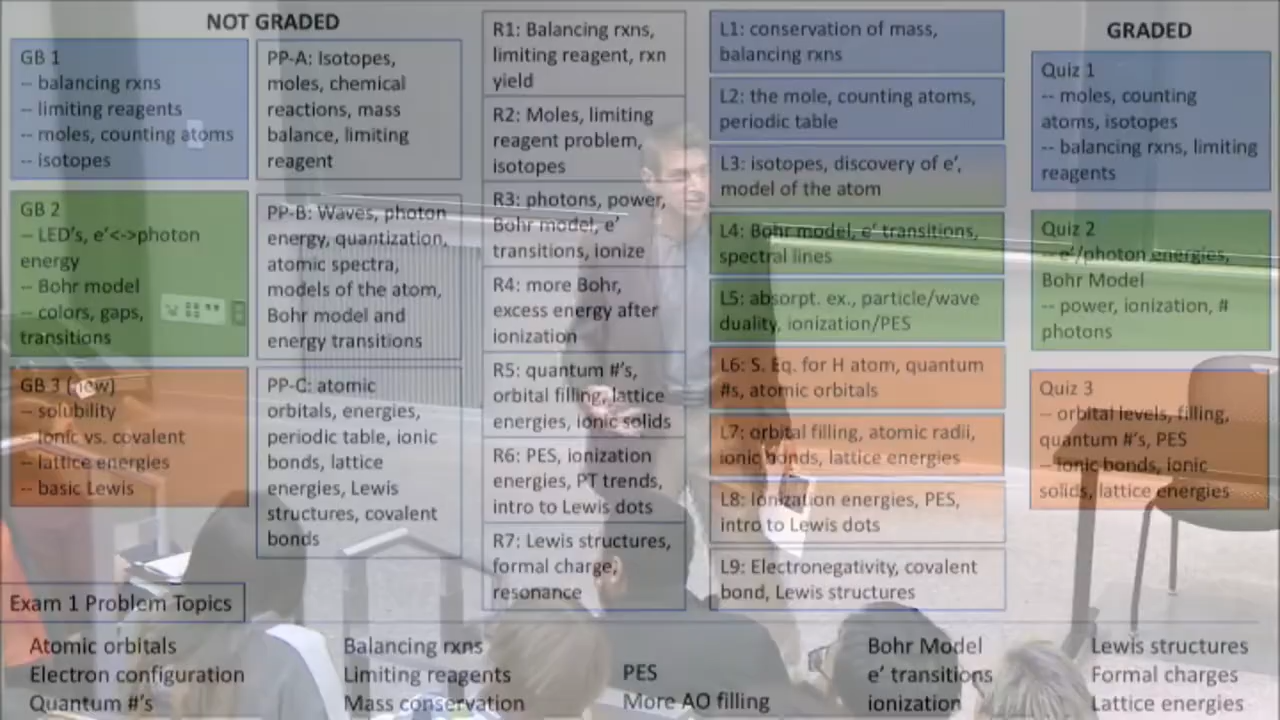 NOT GRADED
GB 1
-- balancing rxns
-- limiting reagents
-- moles, counting atoms
-- isotopes
GB 2
-- LED's, e'<->photon
energy
-- Bohr model
-- colors, gaps,
transitions
GB 3 (new)
-- solubility
-- ionic vs. covalent
-- lattice energies
-- basic Lewis
PP-A: Isotopes,
moles, chemical
reactions, mass
balance, limiting
reagent
PP-B: Waves, photon
energy, quantization,
atomic spectra,
models of the atom,
Bohr model and
energy transitions
PP-C: atomic
orbitals, energies,
periodic table, ionic
bonds, lattice
energies, Lewis
structures, covalent
bonds
R1: Balancing rxns,
limiting reagent, rxn
yield
R2: Moles, limiting
reagent problem,
isotopes
R3: photons, power,
Bohr model, e'
transitions, ionize
R4: more Bohr,
excess energy after
ionization
R5: quantum #'s,
orbital filling, lattice
energies, ionic solids
R6: PES, ionization
energies, PT trends,
intro to Lewis dots
R7: Lewis structures,
formal charge,
resonance
L1: conservation of mass,
balancing rxns
L2: the mole, counting atoms,
periodic table
L3: isotopes, discovery of e',
model of the atom
L4: Bohr model, e' transitions,
spectral lines
L5: absorpt. ex., particle/wave
duality, ionization/PES
L6: S. Eq. for H atom, quantum
#s, atomic orbitals
L7: orbital filling, atomic radii,
ionic bonds, lattice energies
L8: Ionization energies, PES,
intro to Lewis dots
L9: Electronegativity, covalent
bond, Lewis structures
GRADED
Quiz 1
-- moles, counting
atoms, isotopes
-- balancing rxns, limiting
reagents
Quiz 2
-- e'/photon energies,
Bohr Model
-- power, ionization, #
photons
Quiz 3
-- orbital levels, filling,
quantum #'s, PES
-- ionic bonds, ionic
solids, lattice energies
Exam 1 Problem Topics
Atomic orbitals
Electron configuration
Quantum #'s
Balancing rxns
Limiting reagents
Mass conservation
PES
More AO filling
Bohr Model
e' transitions
ionization
Lewis structures
Formal charges
Lattice energies